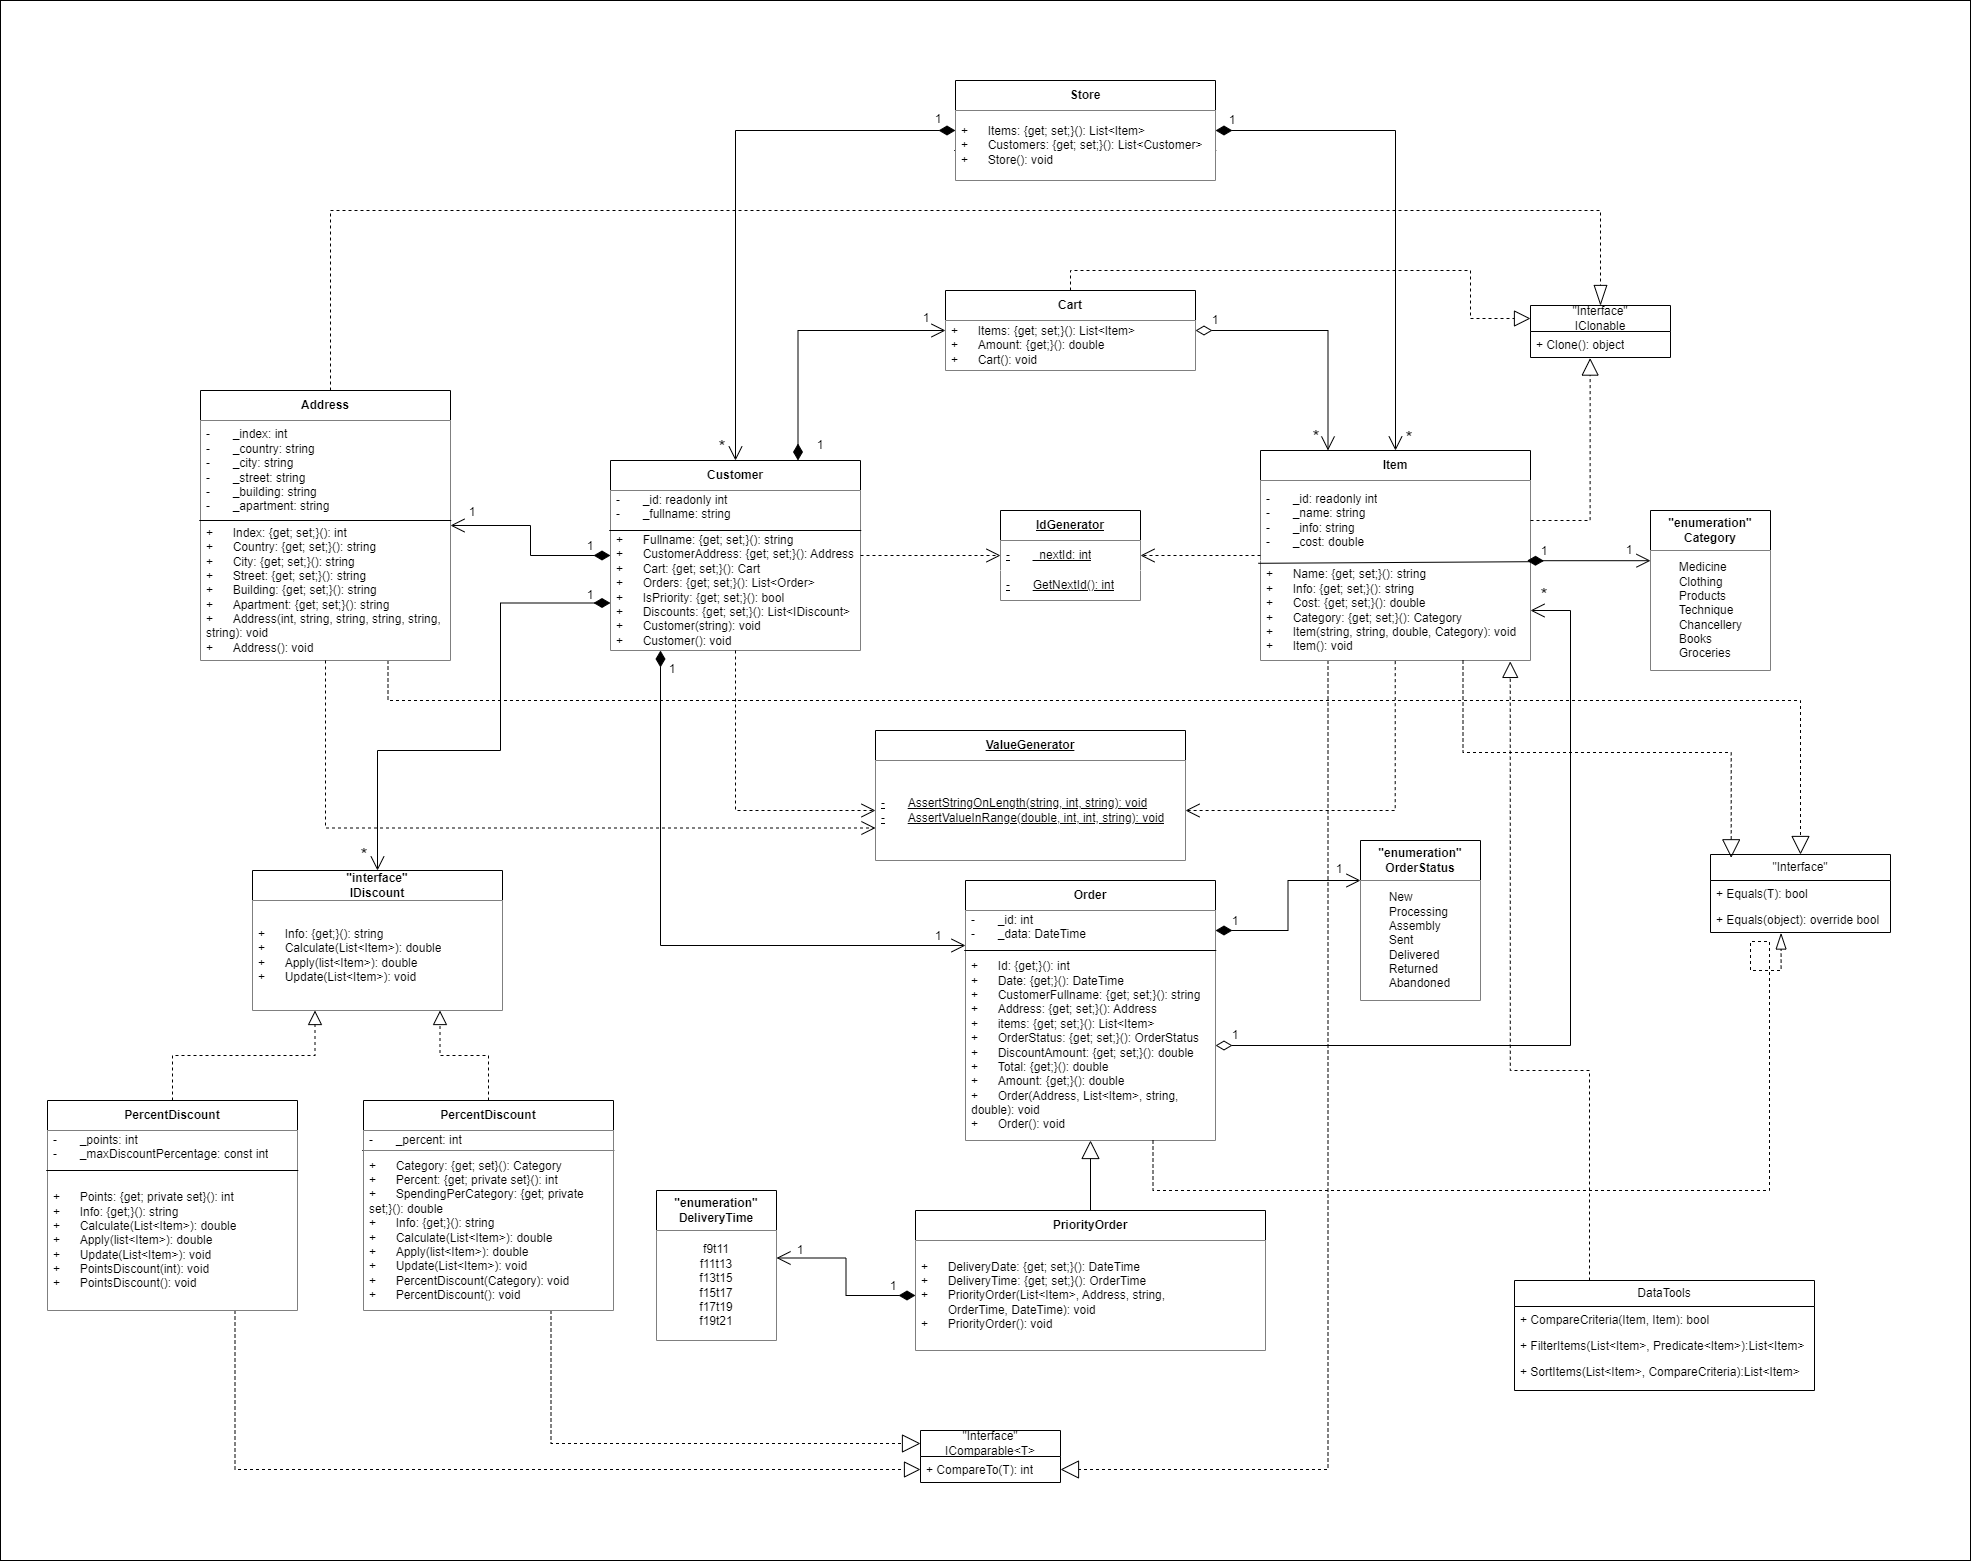 Store
1
1
+ Items: {get; set;}(): List<Item>
+ Customers: {get; set;}(): List<Customer>
+ Store(): void
Cart
1
+ Items: {get; set;}(): List<Item>
+ Amount: {get;}(): double
+ Cart(): void
1
"Interface"
IClonable
+ Clone(): object
Address
- _index: int
- _country: string
- _city: string
- _street: string
- _building: string
- _apartment: string
+ Index: {get; set;}(): int
+ Country: {get; set;}(): string
+ City: {get; set;}(): string
+ Street: {get; set;}(): string
+ Building: {get; set;}(): string
+ Apartment: {get; set;}(): string
+ Address(int, string, string, string, string,
string): void
+ Address(): void
1
1
1
*
1
Customer
- _id: readonly int
- _fullname: string
+ Fullname: {get; set;}(): string
+ CustomerAddress: {get; set;}(): Address
+ Cart: {get; set;}(): Cart
+ Orders: {get; set;}(): List<Order>
+ IsPriority: {get; set;}(): bool
+ Discounts: {get; set;}(): List<IDiscount>
+ Customer(string): void
+ Customer(): void
1
IdGenerator
- _nextId: int
- GetNextId(): int
*
*
Item
- _id: readonly int
- _name: string
- _info: string
- _cost: double
+ Name: {get; set;}(): string
+ Info: {get; set;}(): string
+ Cost: {get; set;}(): double
+ Category: {get; set;}(): Category
+ Item(string, string, double, Category): void
+ Item(): void
1
1
*
"enumeration"
Category
Medicine
Clothing
Products
Technique
Chancellery
Books
Groceries
ValueGenerator
- AssertStringOnLength(string, int, string): void
- AssertValueInRange(double, int, int, string): void
*
"interface"
IDiscount
+ Info: {get;}(): string
+ Calculate(List<Item>): double
+ Apply(list<Item>): double
+ Update(List<Item>): void
1
Order
- _id: int
- _data: DateTime
+ Id: {get;}(): int
+ Date: {get;}(): DateTime
+ CustomerFullname: {get; set;}(): string
+ Address: {get; set;}(): Address
+ items: {get; set;}(): List<Item>
+ OrderStatus: {get; set;}(): OrderStatus
+ DiscountAmount: {get; set;}(): double
+ Total: {get;}(): double
+ Amount: {get;}(): double
+ Order(Address, List<Item>, string,
double): void
+ Order(): void
1
1
1
"enumeration"
OrderStatus
New
Processing
Assembly
Sent
Delivered
Returned
Abandoned
"Interface"
+ Equals(T): bool
+ Equals(object): override bool
PercentDiscount
- _points: int
- _maxDiscountPercentage: const int
+ Points: {get; private set}(): int
+ Info: {get;}(): string
+ Calculate(List<Item>): double
+ Apply(list<Item>): double
+ Update(List<Item>): void
+ PointsDiscount(int): void
+ PointsDiscount(): void
PercentDiscount
- _percent: int
+ Category: {get; set}(): Category
+ Percent: {get; private set}(): int
+ SpendingPerCategory: {get; private
set;}(): double
+ Info: {get;}(): string
+ Calculate(List<Item>): double
+ Apply(list<Item>): double
+ Update(List<Item>): void
+ PercentDiscount(Category): void
+ PercentDiscount(): void
"enumeration"
DeliveryTime
f9t11
f11t13
f13t15
f15t17
f17t19
f19t21
1
1
PriorityOrder
+ DeliveryDate: {get; set;}(): DateTime
+ DeliveryTime: {get; set;}(): OrderTime
+ PriorityOrder(List<Item>, Address, string,
OrderTime, DateTime): void
+ PriorityOrder(): void
DataTools
+ CompareCriteria(Item, Item): bool
+ FilterItems(List<Item>, Predicate<Item>):List<Item>
+ SortItems(List<Item>, CompareCriteria):List<Item>
"Interface"
IComparable<T>
+ CompareTo(T): int